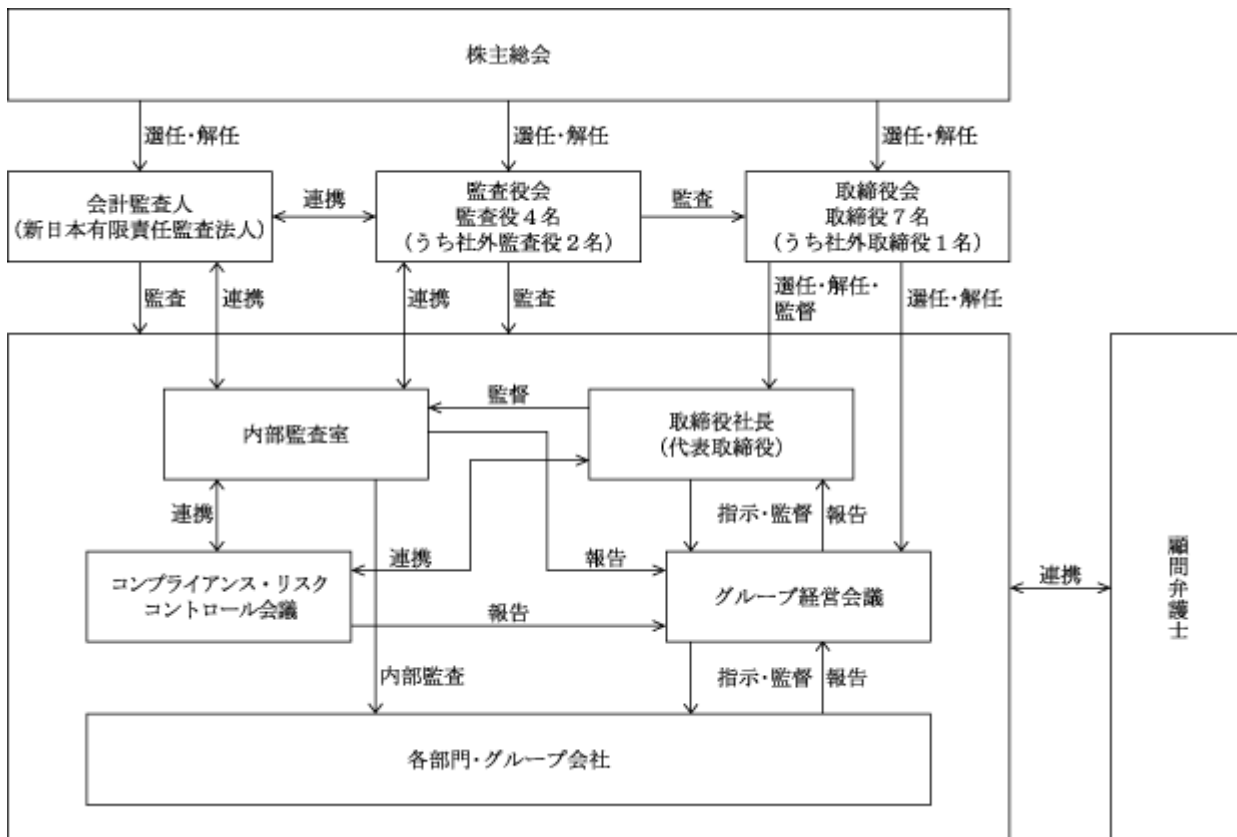 株主総会
選任・解任
選任・解任
選任・解任
会計監査人
(新日本有限責任監査法人)
連携
監査役会
監査役4名
(うち社外監査役2名)
監査
取締役会
取締役7名
(うち社外取締役1名)
監査
連携
連携
監査
選任・解任・
監督
選任・解任
内部監査室
監督
取締役社長
(代表取締役)
連携
指示・監督
報告
コンプライアンス・リスク
コントロール会議
連携
報告
グループ経営会議
報告
連携
顧問弁護士
内部監査
指示・監督
報告
各部門・グループ会社